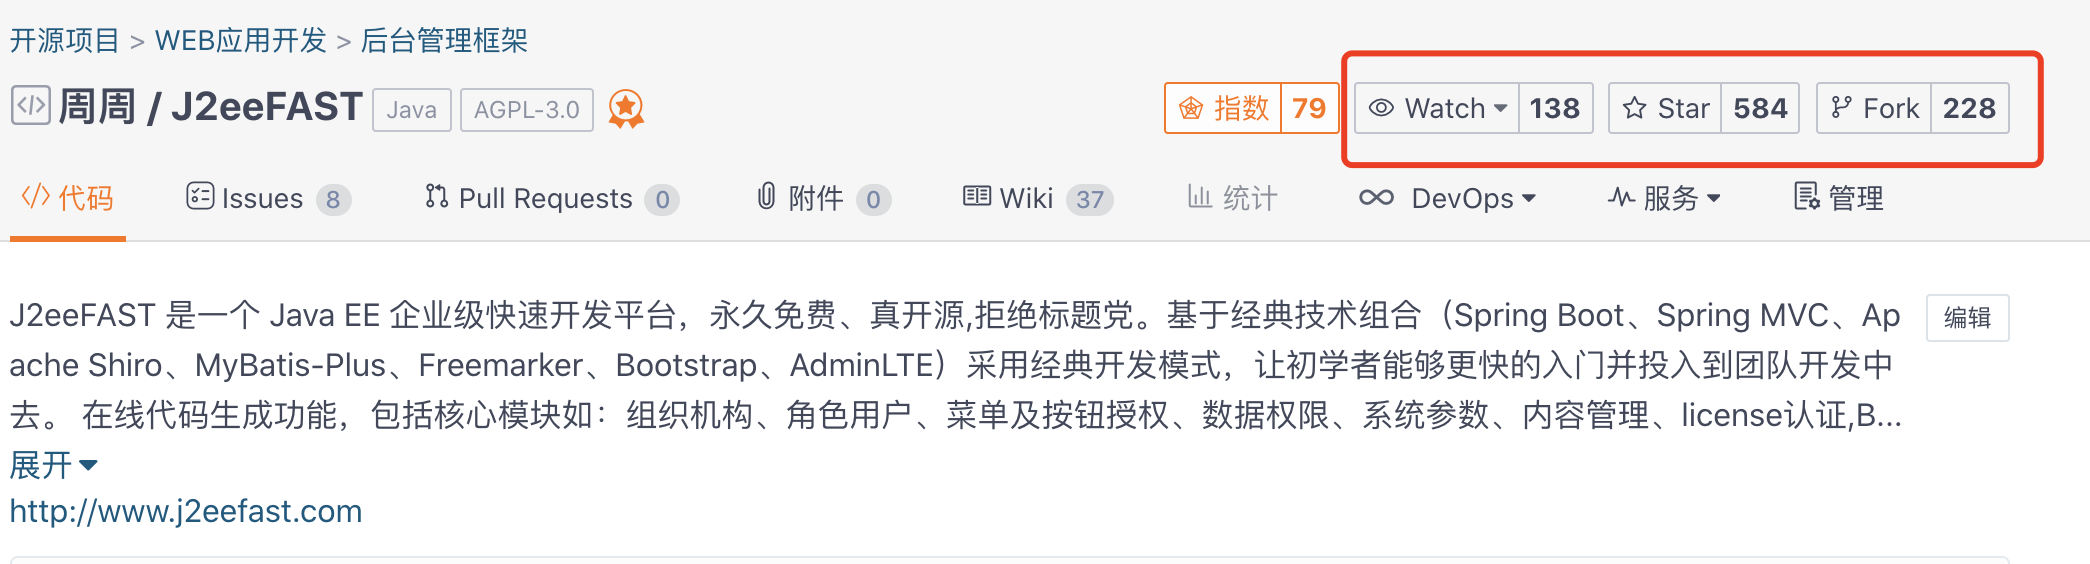 开源项目 > WEB应用开发 > 后台管理框架
周周 / J2eeFAST Java AGPL-3.0 指数 79 Watch 138 Star 584 Fork 228
代码 Issues 8 Pull Requests 0 附件 0 Wiki 37 统计 DevOps 服务 管理
J2eeFAST 是一个 Java EE 企业级快速开发平台，永久免费、真开源,拒绝标题党。基于经典技术组合（Spring Boot、Spring MVC、Ap
编辑
ache Shiro、MyBatis-Plus、Freemarker、Bootstrap、AdminLTE）采用经典开发模式，让初学者能够更快的入门并投入到团队开发中
去。 在线代码生成功能，包括核心模块如：组织机构、角色用户、菜单及按钮授权、数据权限、系统参数、内容管理、license认证,B...
展开
http://www.j2eefast.com